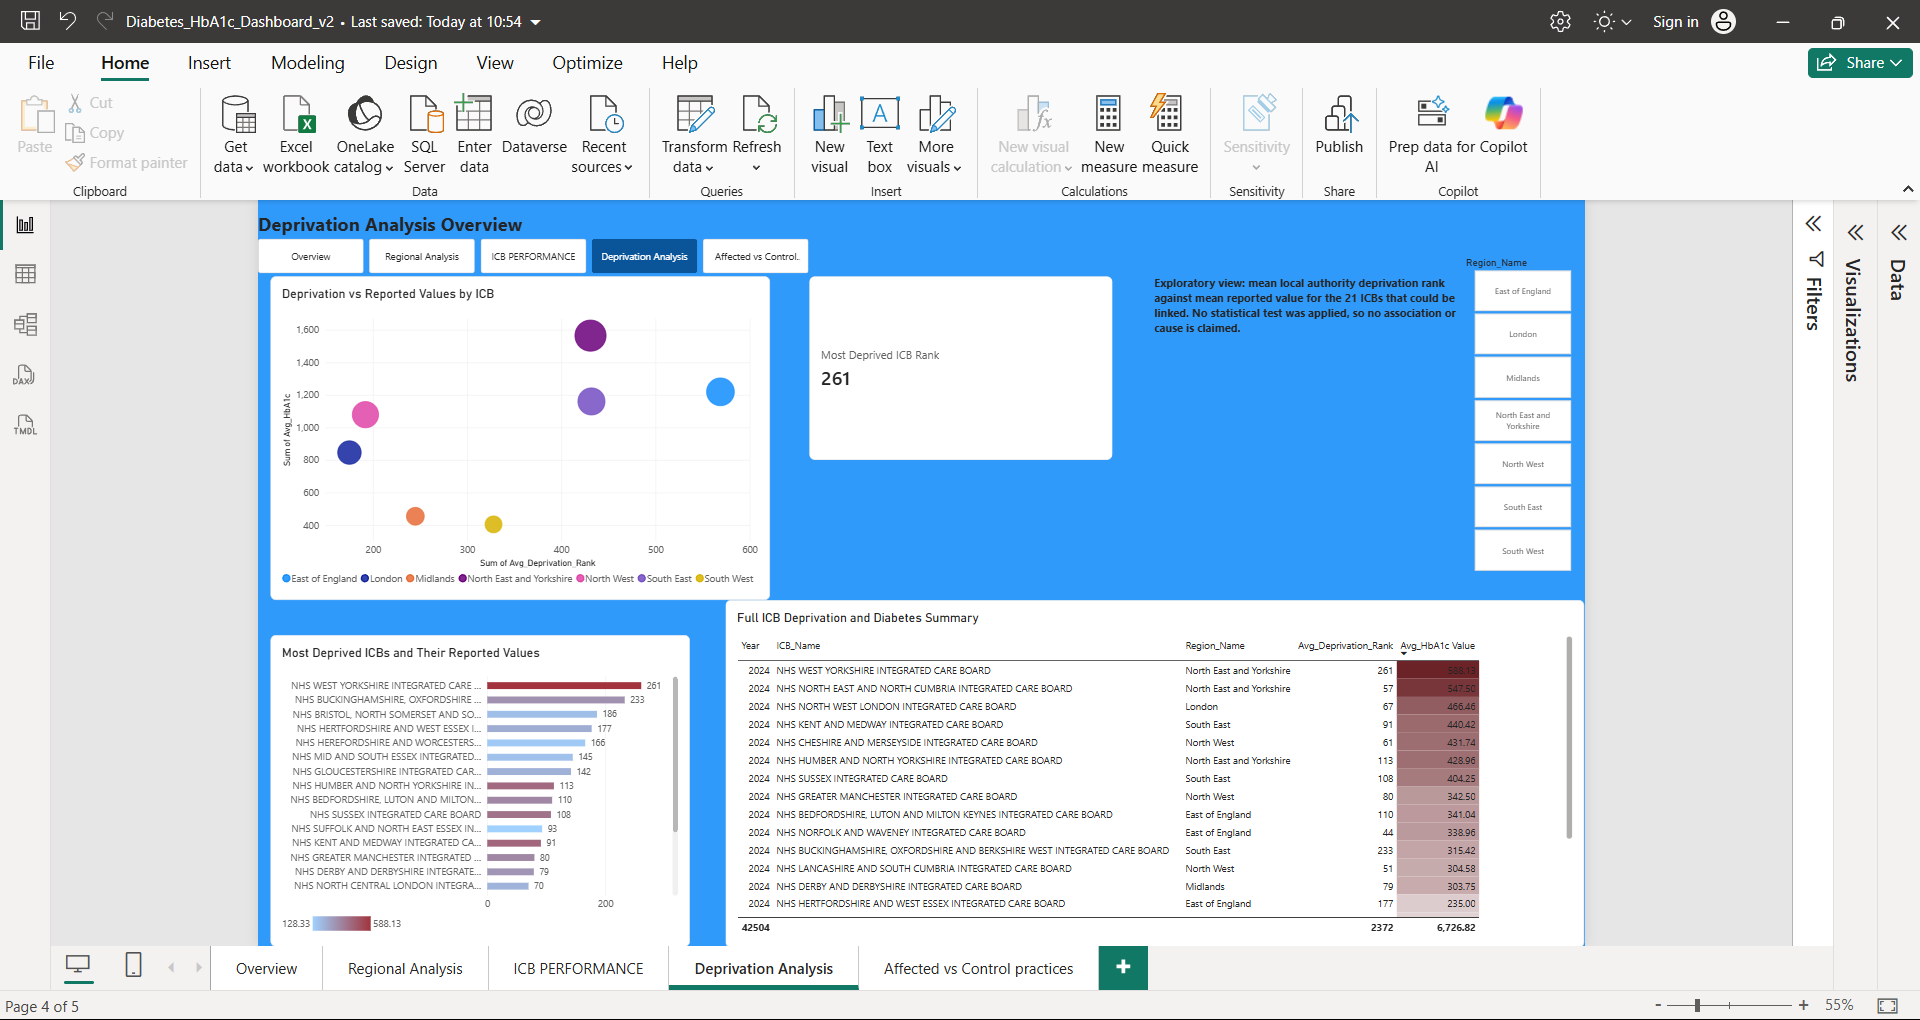 Diabetes_HbA1c_Dashboard_v2 • Last saved: Today at 10:54
Sign in
File Home Insert Modeling Design View Optimize Help
Share
Paste
Cut
Copy
Format painter
Clipboard
Get data
Excel workbook
OneLake catalog
SQL Server
Enter data
Dataverse
Recent sources
Data
Transform data
Refresh
Queries
New visual
Text box
More visuals
Insert
New visual calculation
New measure
Quick measure
Calculations
Sensitivity
Sensitivity
Publish
Share
Prep data for AI
Copilot
Copilot
DAX
TMDL
Deprivation Analysis Overview
Overview
Regional Analysis
ICB PERFORMANCE
Deprivation Analysis
Affected vs Control.
Deprivation vs Reported Values by ICB
Sum of Avg_HbA1c
1,600
1,400
1,200
1,000
800
600
400
200 300 400 500 600
Sum of Avg_Deprivation_Rank
East of England London Midlands North East and Yorkshire North West South East South West
Most Deprived ICB Rank
261
Exploratory view: mean local authority deprivation rank
against mean reported value for the 21 ICBs that could be
linked. No statistical test was applied, so no association or
cause is claimed.
Region_Name
East of England
London
Midlands
North East and
Yorkshire
North West
South East
South West
Filters
Visualizations
Data
Most Deprived ICBs and Their Reported Values
NHS WEST YORKSHIRE INTEGRATED CARE ... 261
NHS BUCKINGHAMSHIRE, OXFORDSHIRE ... 233
NHS BRISTOL, NORTH SOMERSET AND SO... 186
NHS HERTFORDSHIRE AND WEST ESSEX I... 177
NHS HEREFORDSHIRE AND WORCESTERS... 166
NHS MID AND SOUTH ESSEX INTEGRATED... 145
NHS GLOUCESTERSHIRE INTEGRATED CAR... 142
NHS HUMBER AND NORTH YORKSHIRE IN... 113
NHS BEDFORDSHIRE, LUTON AND MILTON... 110
NHS SUSSEX INTEGRATED CARE BOARD 108
NHS SUFFOLK AND NORTH EAST ESSEX IN... 93
NHS KENT AND MEDWAY INTEGRATED CA... 91
NHS GREATER MANCHESTER INTEGRATED ... 80
NHS DERBY AND DERBYSHIRE INTEGRATE... 79
NHS NORTH CENTRAL LONDON INTEGRA... 70
0 200
128.33 588.13
Full ICB Deprivation and Diabetes Summary
Year ICB_Name Region_Name Avg_Deprivation_Rank Avg_HbA1c Value
2024 NHS WEST YORKSHIRE INTEGRATED CARE BOARD North East and Yorkshire 261 588.13
2024 NHS NORTH EAST AND NORTH CUMBRIA INTEGRATED CARE BOARD North East and Yorkshire 57 547.50
2024 NHS NORTH WEST LONDON INTEGRATED CARE BOARD London 67 466.46
2024 NHS KENT AND MEDWAY INTEGRATED CARE BOARD South East 91 440.42
2024 NHS CHESHIRE AND MERSEYSIDE INTEGRATED CARE BOARD North West 61 431.74
2024 NHS HUMBER AND NORTH YORKSHIRE INTEGRATED CARE BOARD North East and Yorkshire 113 428.96
2024 NHS SUSSEX INTEGRATED CARE BOARD South East 108 404.25
2024 NHS GREATER MANCHESTER INTEGRATED CARE BOARD North West 80 342.50
2024 NHS BEDFORDSHIRE, LUTON AND MILTON KEYNES INTEGRATED CARE BOARD East of England 110 341.04
2024 NHS NORFOLK AND WAVENEY INTEGRATED CARE BOARD East of England 44 338.96
2024 NHS BUCKINGHAMSHIRE, OXFORDSHIRE AND BERKSHIRE WEST INTEGRATED CARE BOARD South East 233 315.42
2024 NHS LANCASHIRE AND SOUTH CUMBRIA INTEGRATED CARE BOARD North West 51 304.58
2024 NHS DERBY AND DERBYSHIRE INTEGRATED CARE BOARD Midlands 79 303.75
2024 NHS HERTFORDSHIRE AND WEST ESSEX INTEGRATED CARE BOARD East of England 177 235.00
42504 2372 6,726.82
Overview Regional Analysis ICB PERFORMANCE Deprivation Analysis Affected vs Control practices
Page 4 of 5
55%